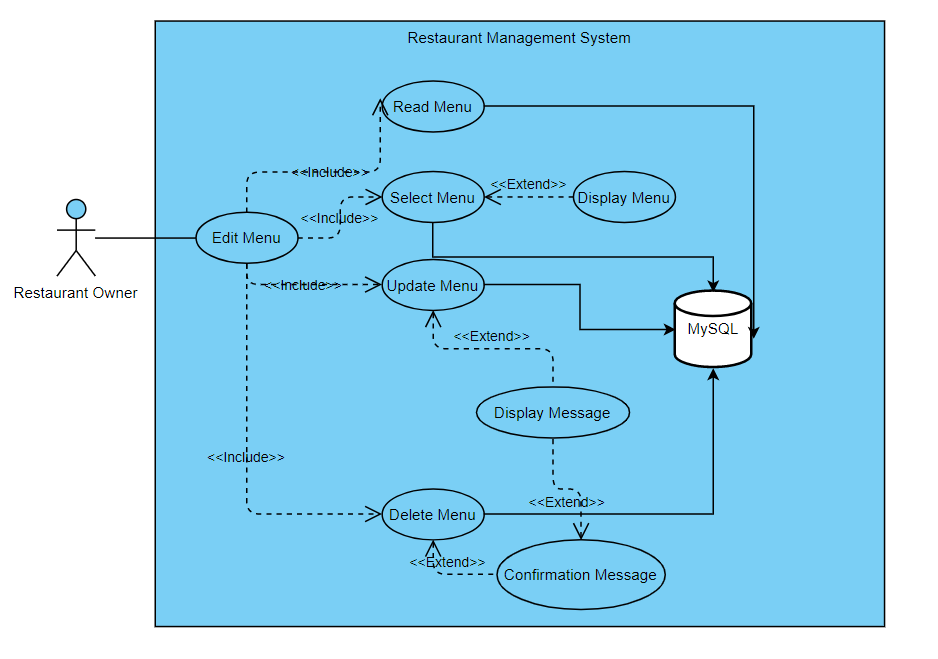 Restaurant Management System
Read Menu
<<Include>>
<<Extend>>
Select Menu
Display Menu
<<Include>>
Edit Menu
Restaurant Owner
<<Include>>
Update Menu
MySQL
<<Extend>>
Display Message
<<Include>>
<<Extend>>
Delete Menu
<<Extend>>
Confirmation Message